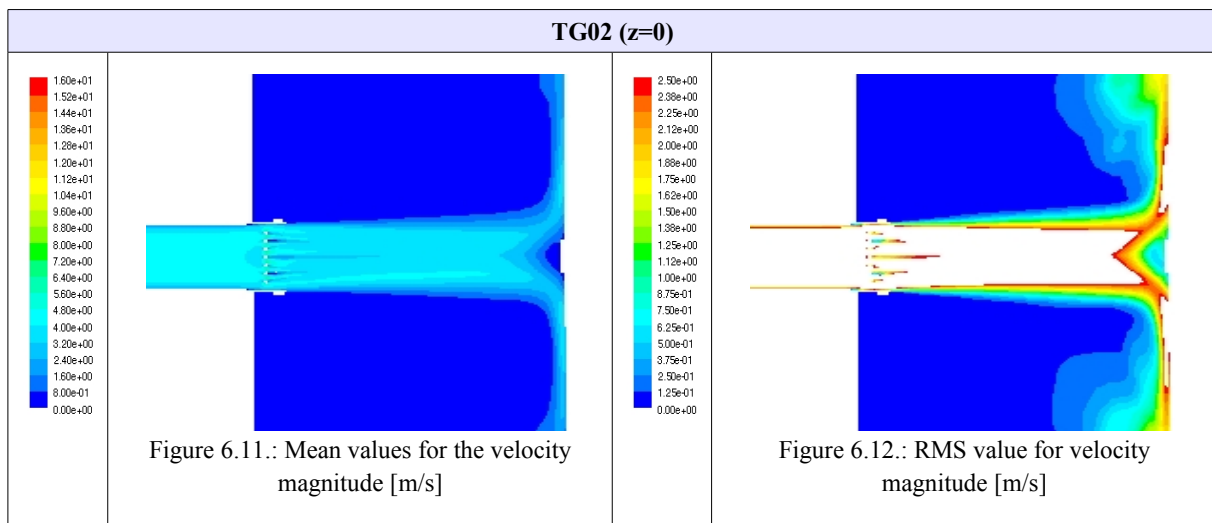 TG02 (z=0)
1.60e+01
1.52e+01
1.44e+01
1.36e+01
1.28e+01
1.20e+01
1.12e+01
1.04e+01
9.60e+00
8.80e+00
8.00e+00
7.20e+00
6.40e+00
5.60e+00
4.80e+00
4.00e+00
3.20e+00
2.40e+00
1.60e+00
8.00e-01
0.00e+00
Figure 6.11.: Mean values for the velocity
magnitude [m/s]
2.50e+00
2.38e+00
2.25e+00
2.12e+00
2.00e+00
1.88e+00
1.75e+00
1.62e+00
1.50e+00
1.38e+00
1.25e+00
1.12e+00
1.00e+00
8.75e-01
7.50e-01
6.25e-01
5.00e-01
3.75e-01
2.50e-01
1.25e-01
0.00e+00
Figure 6.12.: RMS value for velocity
magnitude [m/s]